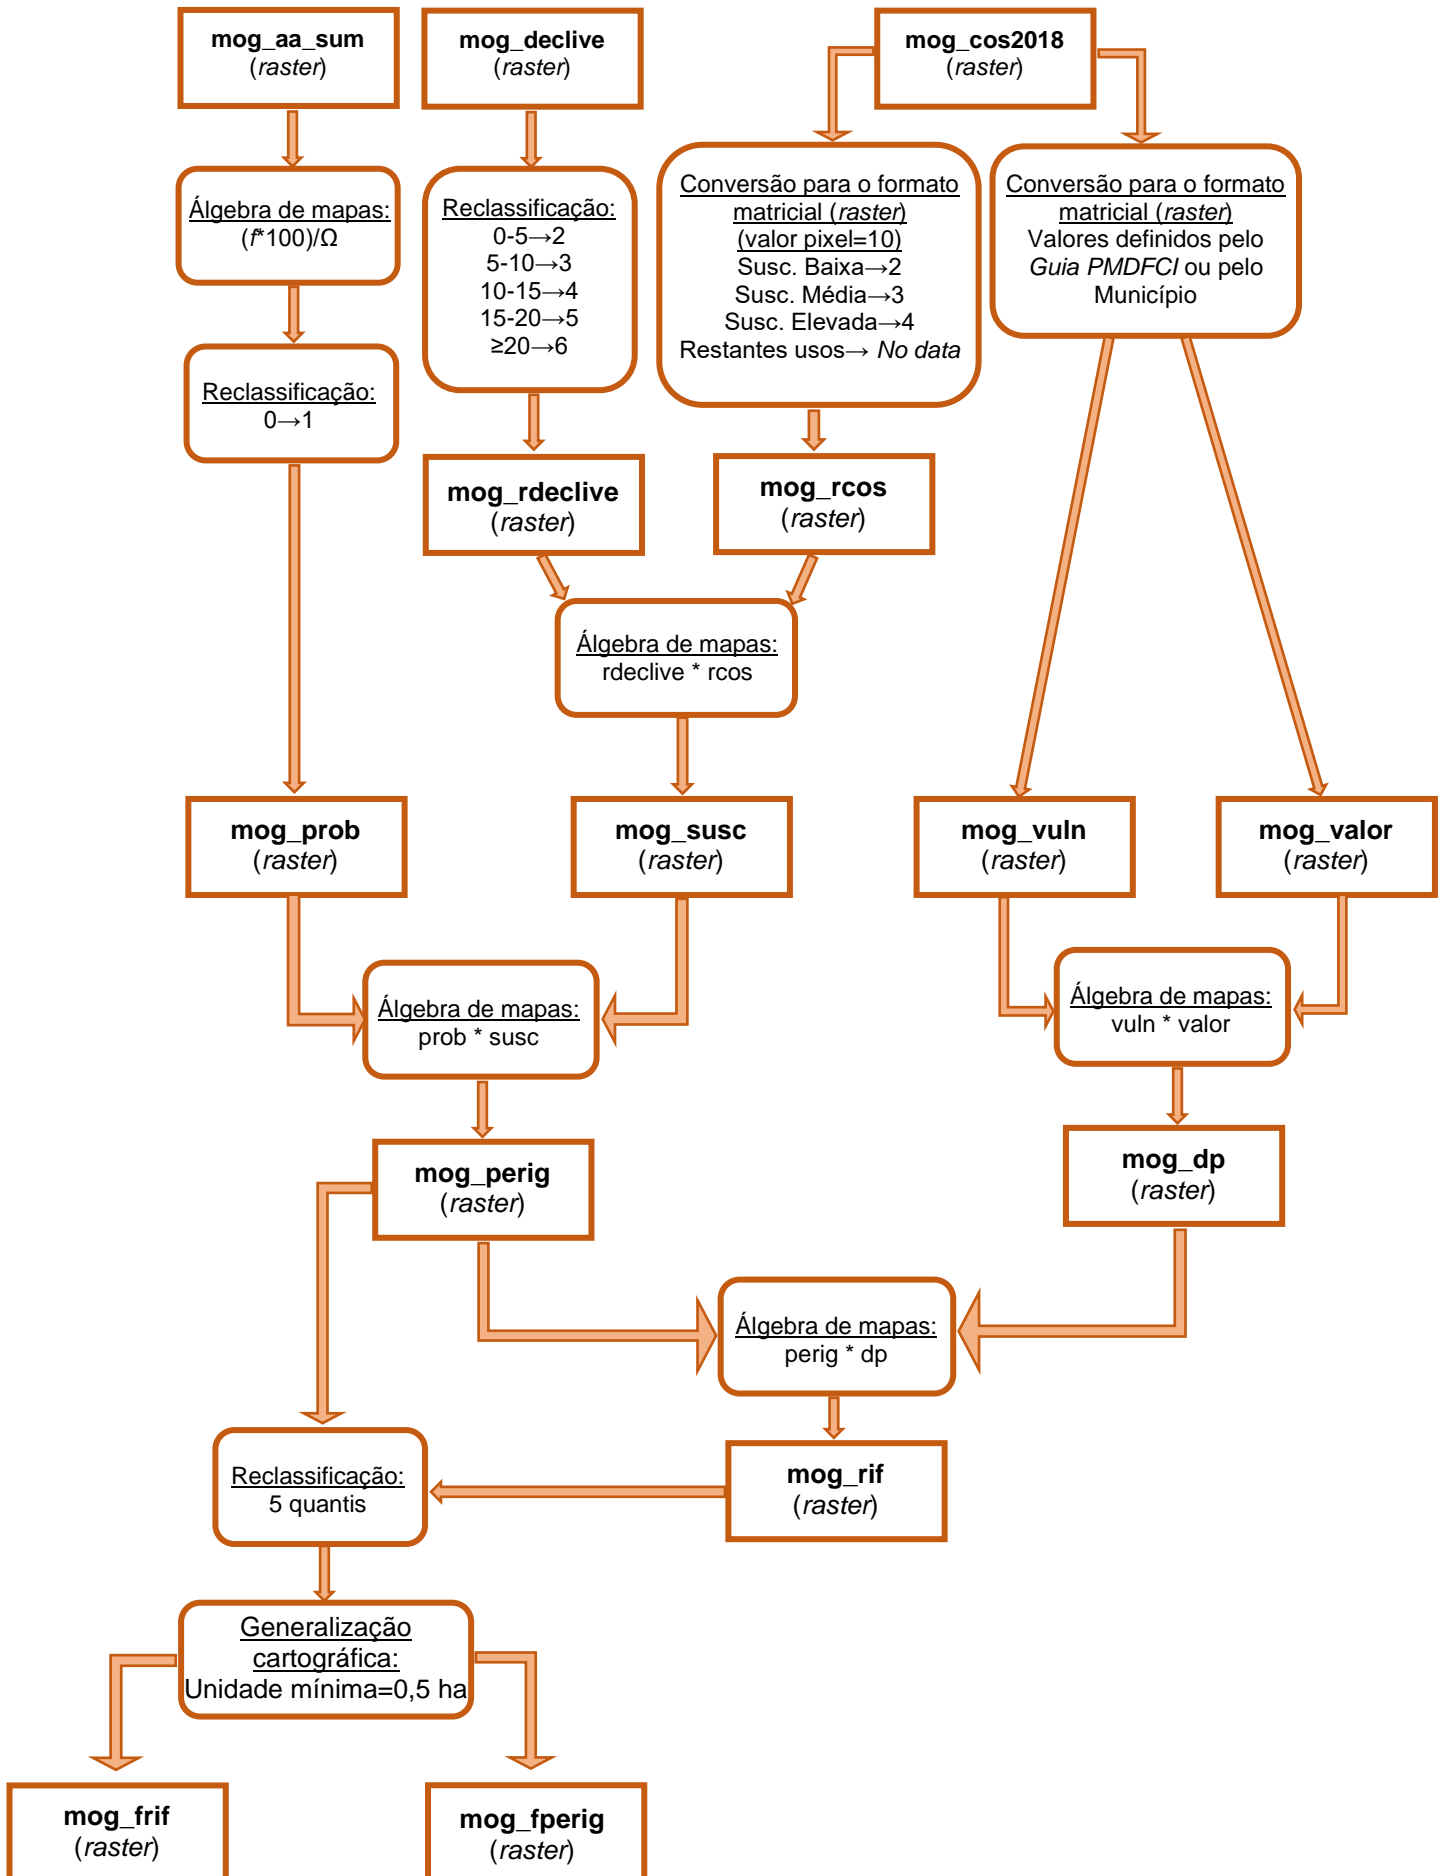 mog_aa_sum
(raster)
mog_declive
(raster)
mog_cos2018
(raster)
Álgebra de mapas:
(f*100)/Ω
Reclassificação:
0-5→2
5-10→3
10-15→4
15-20→5
≥20→6
Conversão para o formato
matricial (raster)
(valor pixel=10)
Susc. Baixa→2
Susc. Média→3
Susc. Elevada→4
Restantes usos→ No data
Conversão para o formato
matricial (raster)
Valores definidos pelo
Guia PMDFCI ou pelo
Município
Reclassificação:
0→1
mog_rdeclive
(raster)
mog_rcos
(raster)
Álgebra de mapas:
rdeclive * rcos
mog_prob
(raster)
mog_susc
(raster)
mog_vuln
(raster)
mog_valor
(raster)
Álgebra de mapas:
prob * susc
Álgebra de mapas:
vuln * valor
mog_perig
(raster)
mog_dp
(raster)
Álgebra de mapas:
perig * dp
Reclassificação:
5 quantis
mog_rif
(raster)
Generalização
cartográfica:
Unidade mínima=0,5 ha
mog_frif
(raster)
mog_fperig
(raster)